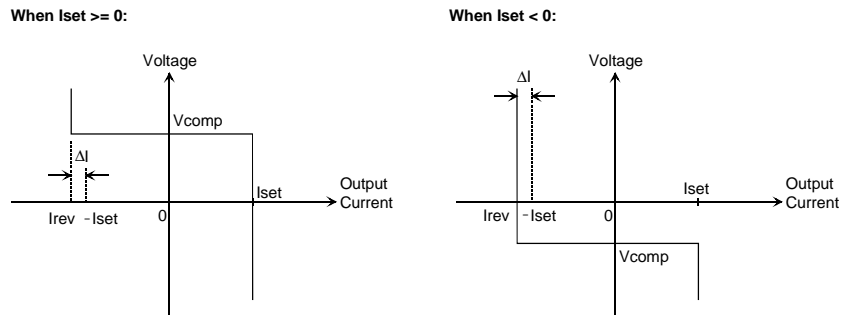 When Iset >= 0:
Voltage
Vcomp
ΔI
Iset
Output
Current
Irev
-Iset
0
When Iset < 0:
Voltage
ΔI
Iset
Output
Current
Irev
-Iset
0
Vcomp